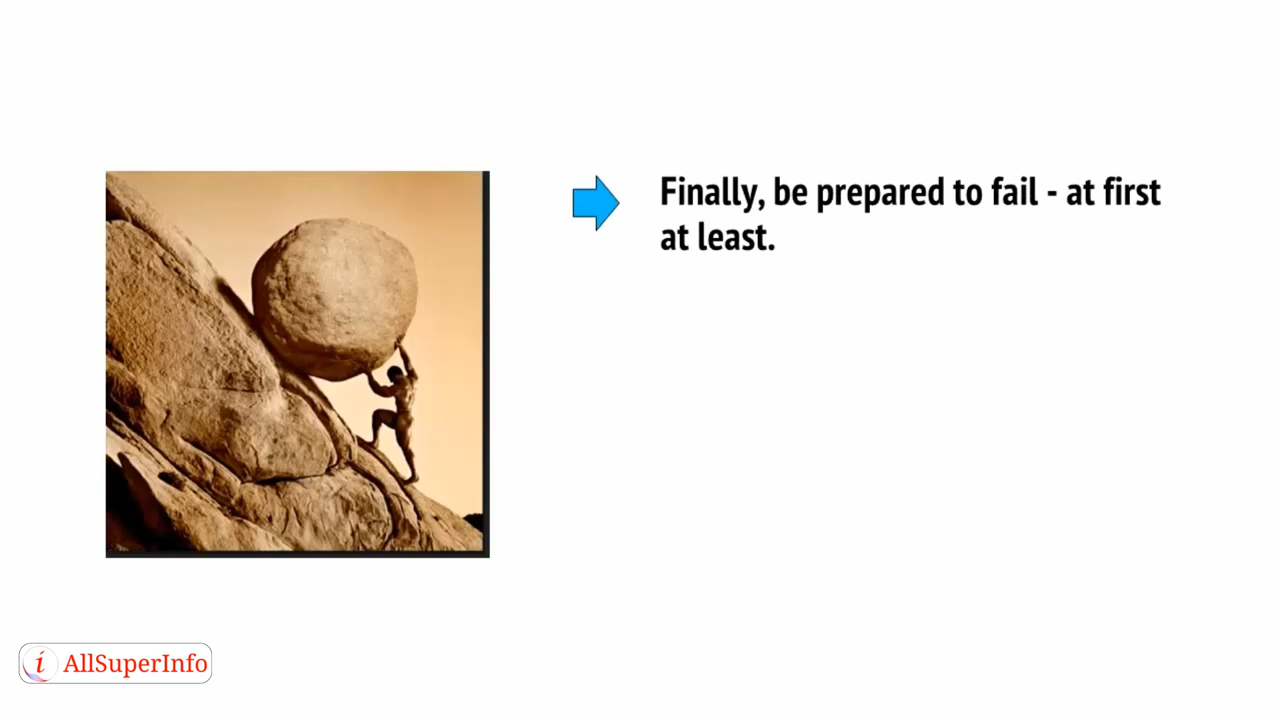 Finally, be prepared to fail - at first
at least.
i AllSuperInfo